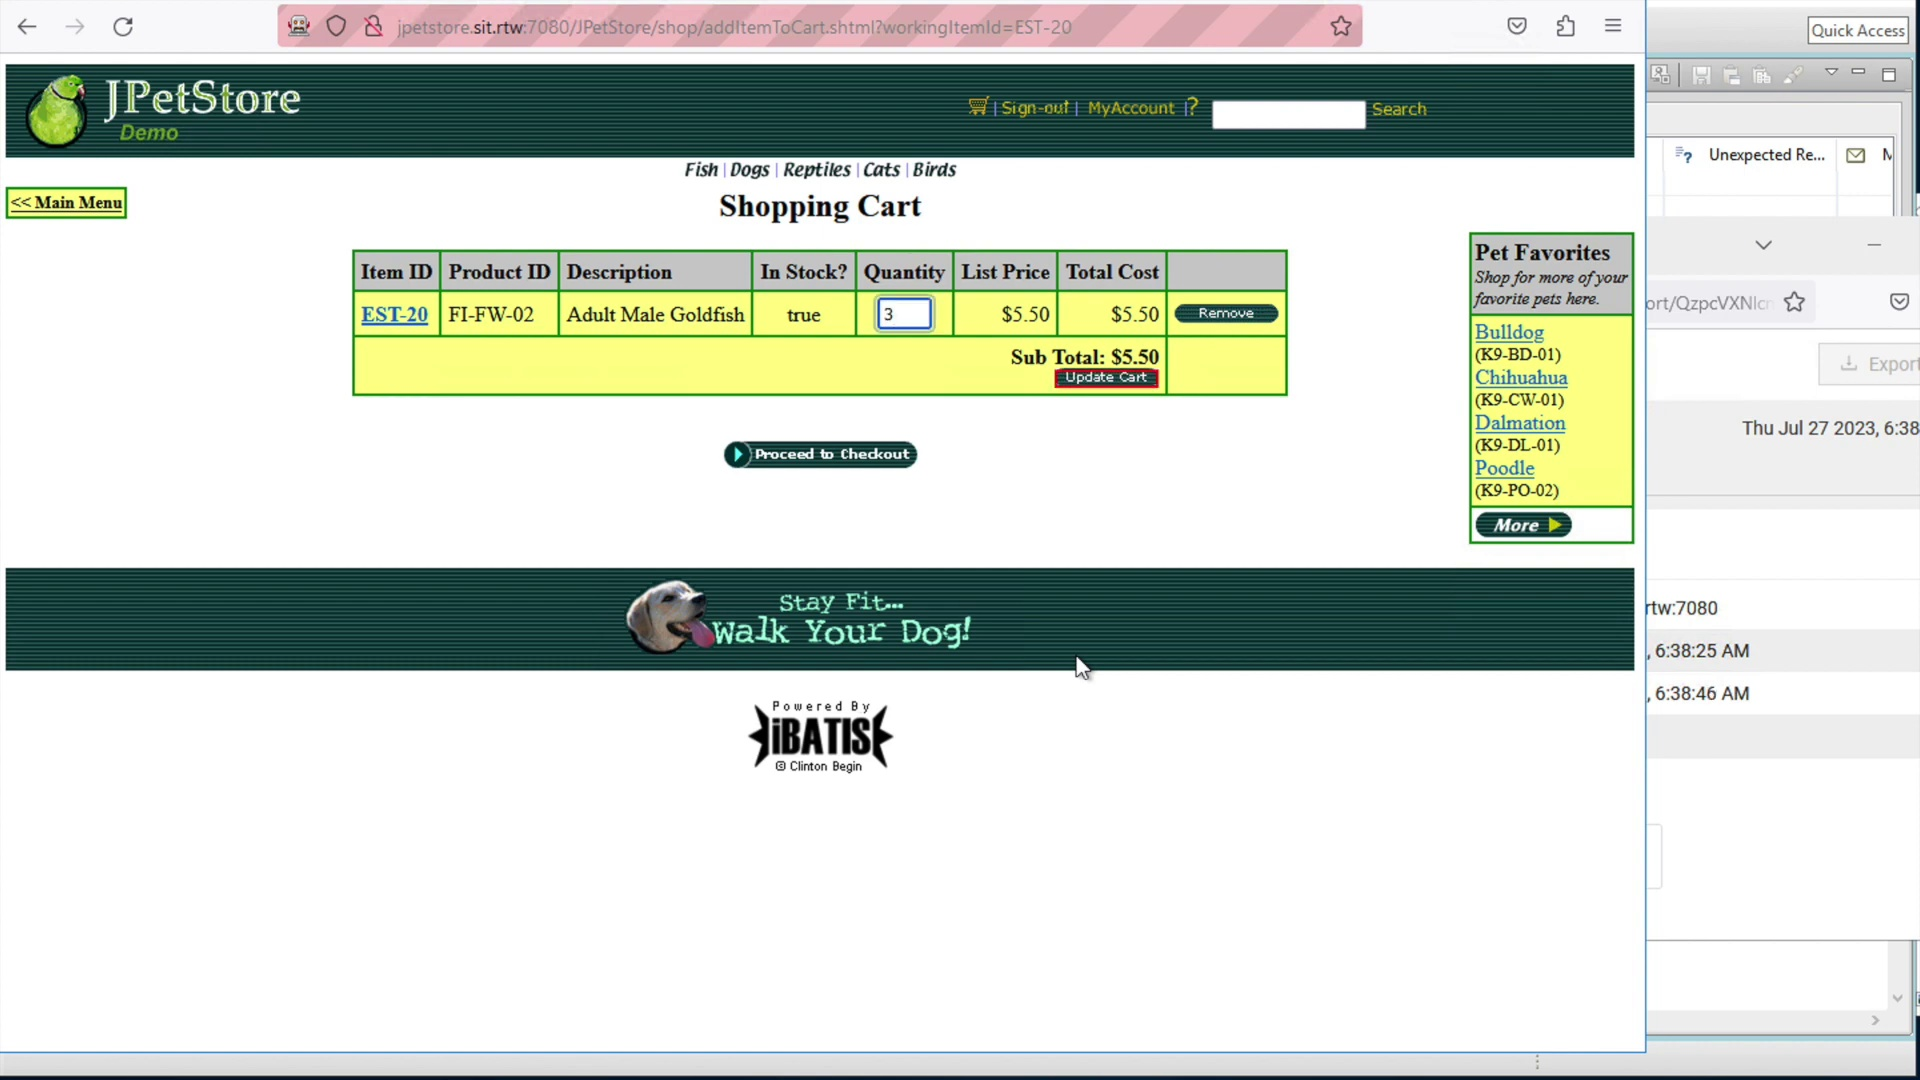 jpetstore.sit.rtw:7080/JPetStore/shop/addItemToCart.shtml?workingItemId=EST-20
Quick Access
JPetStore
Demo
| Sign-out | MyAccount | ?
Search
Unexpected Re...
Fish | Dogs | Reptiles | Cats | Birds
<< Main Menu
Shopping Cart
Item ID Product ID Description In Stock? Quantity List Price Total Cost
EST-20 FI-FW-02 Adult Male Goldfish true 3 $5.50 $5.50 Remove
Sub Total: $5.50
Update Cart
Proceed to Checkout
Pet Favorites
Shop for more of your
favorite pets here.
Bulldog
(K9-BD-01)
Chihuahua
(K9-CW-01)
Dalmation
(K9-DL-01)
Poodle
(K9-PO-02)
More
Export
Thu Jul 27 2023, 6:38
rtw:7080
, 6:38:25 AM
, 6:38:46 AM
Stay Fit...
Walk Your Dog!
Powered By
iBATIS
© Clinton Begin